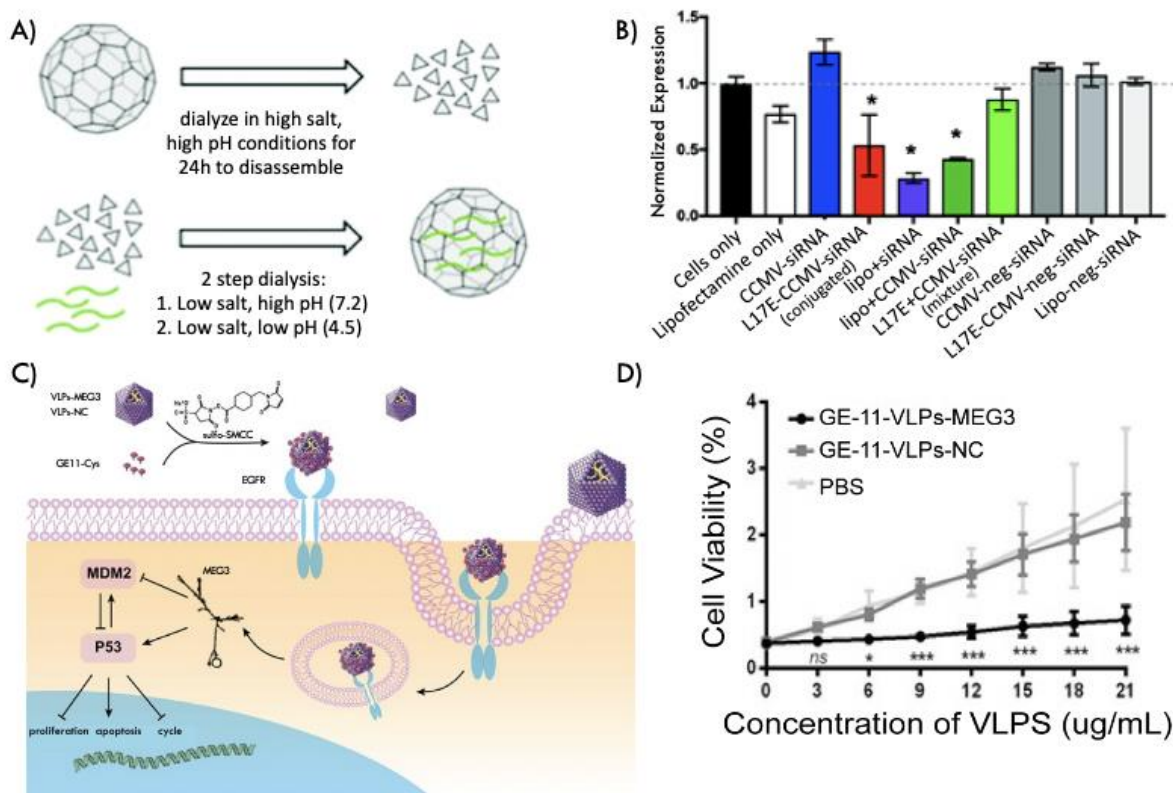 A)
dialyze in high salt,
high pH conditions for
24h to disassemble
2 step dialysis:
1. Low salt, high pH (7.2)
2. Low salt, low pH (4.5)
B)
Normalized Expression
1.5
1.0
0.5
0.0
*
*
*
Cells only
Lipofectamine only
CCMV-siRNA
L17E-CCMV-siRNA
(conjugated)
lipo+siRNA
lipo+CCMV-siRNA
L17E+CCMV-siRNA
(mixture)
CCMV-neg-siRNA
L17E-CCMV-neg-siRNA
Lipo-neg-siRNA
C)
VLPs-MEG3
VLPs-NC
sulfo-SMCC
GE11-Cys
EGFR
MDM2
MEG3
P53
proliferation apoptosis cycle
D)
Cell Viability (%)
4
3
2
1
0
GE-11-VLPs-MEG3
GE-11-VLPs-NC
PBS
ns * *** *** *** *** ***
0 3 6 9 12 15 18 21
Concentration of VLPS (ug/mL)